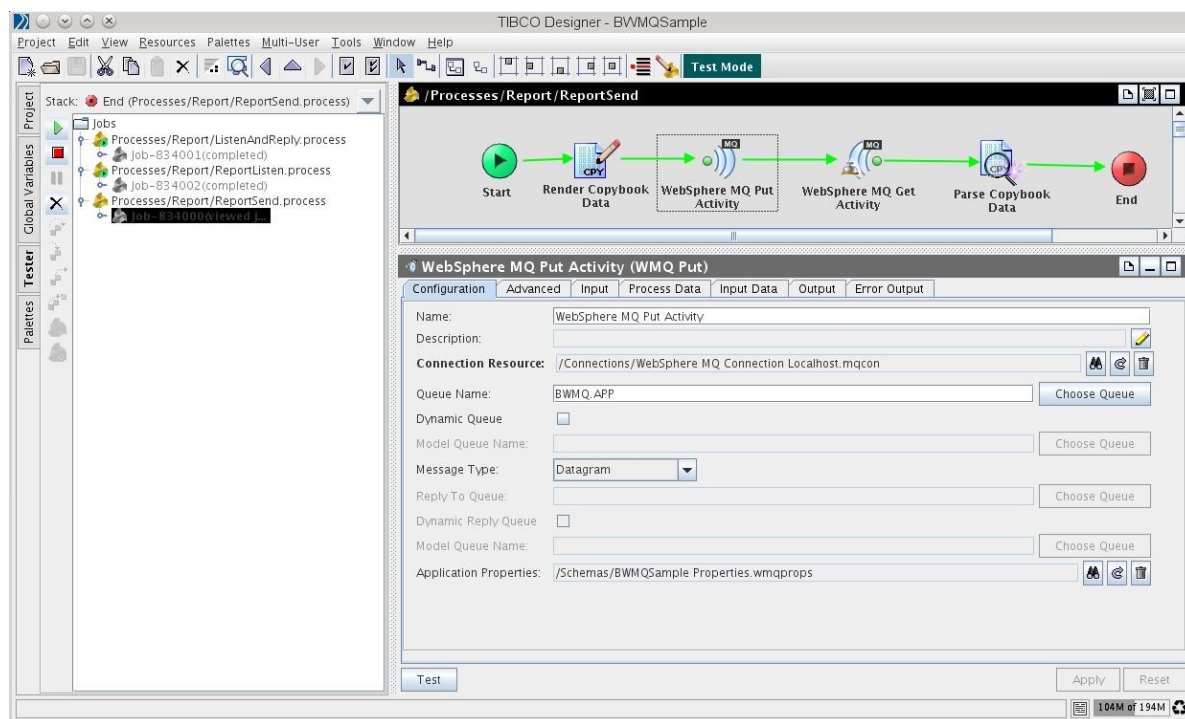 TIBCO Designer - BWMQSample
Project Edit View Resources Palettes Multi-User Tools Window Help
Test Mode
Project
Global Variables
Tester
Palettes
Stack: End (Processes/Report/ReportSend.process)
Jobs
Processes/Report/ListenAndReply.process
Job-834001(completed)
Processes/Report/ReportListen.process
Job-834002(completed)
Processes/Report/ReportSend.process
Job-834000(viewed j...
/Processes/Report/ReportSend
CPY
MQ
MQ
CPY
Start
Render Copybook
Data
WebSphere MQ Put
Activity
WebSphere MQ Get
Activity
Parse Copybook
Data
End
WebSphere MQ Put Activity (WMQ Put)
Configuration Advanced Input Process Data Input Data Output Error Output
Name: WebSphere MQ Put Activity
Description:
Connection Resource: /Connections/WebSphere MQ Connection Localhost.mqcon
Queue Name: BWMQ.APP Choose Queue
Dynamic Queue
Model Queue Name: Choose Queue
Message Type: Datagram
Reply To Queue: Choose Queue
Dynamic Reply Queue
Model Queue Name: Choose Queue
Application Properties: /Schemas/BWMQSample Properties.wmqprops
Test Apply Reset
104M of 194M